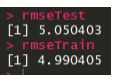 > rmseTest
[1] 5.050403
> rmseTrain
[1] 4.990405
>